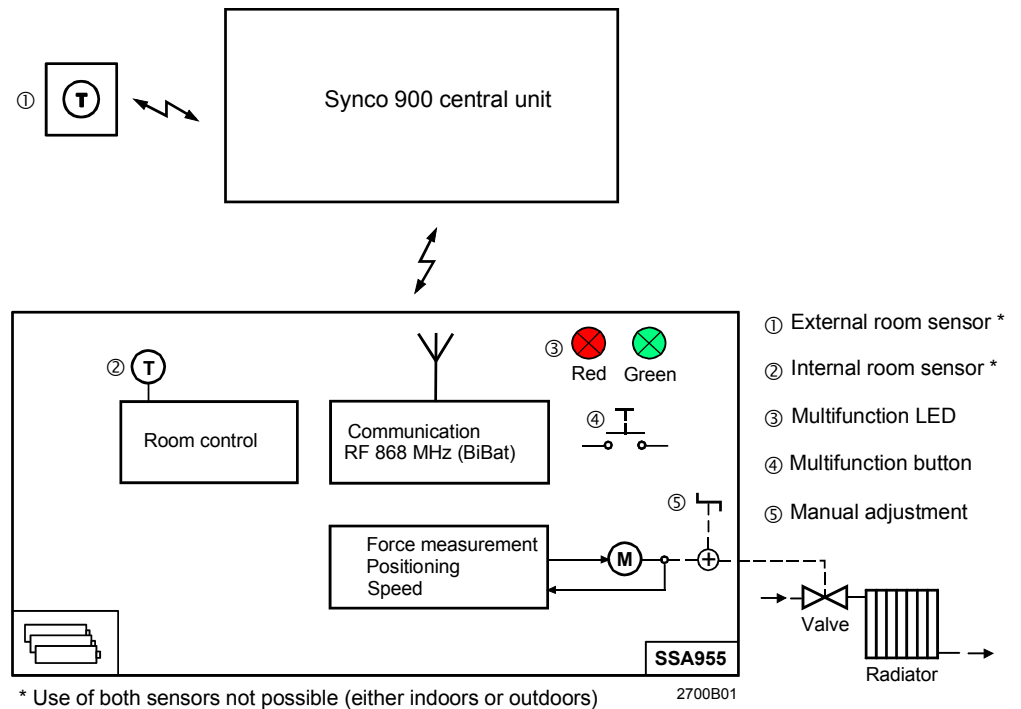 Synco 900 central unit
① T
② T
③
Red Green
① External room sensor *
② Internal room sensor *
③ Multifunction LED
④ Multifunction button
⑤ Manual adjustment
Room control
Communication
RF 868 MHz (BiBat)
④
⑤
Force measurement
Positioning
Speed
M
Valve
Radiator
SSA955
* Use of both sensors not possible (either indoors or outdoors)
2700B01